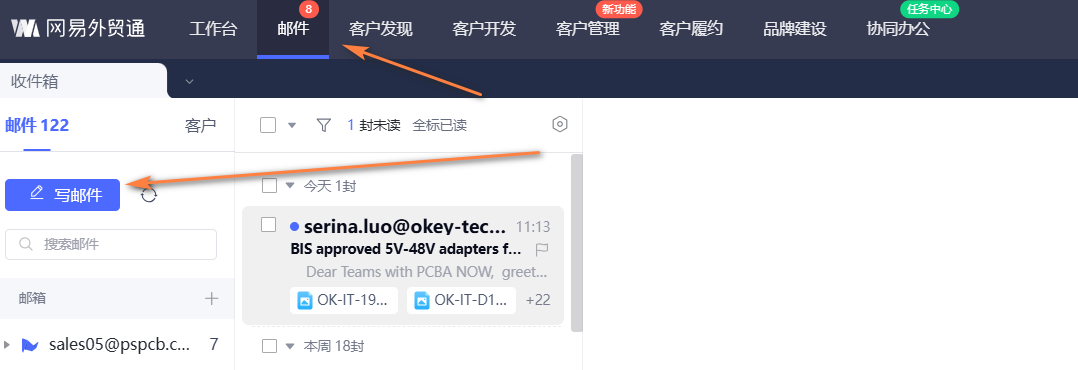 8 新功能 任务中心
网易外贸通 工作台 邮件 客户发现 客户开发 客户管理 客户履约 品牌建设 协同办公
收件箱
邮件 122 客户 1 封未读 全标已读
写邮件 今天 1封
serina.luo@okey-tec... 11:13
搜索邮件 BIS approved 5V-48V adapters f...
Dear Teams with PCBA NOW, greet...
邮箱 OK-IT-19... OK-IT-D1... +22
sales05@pspcb.c... 7 本周 18封